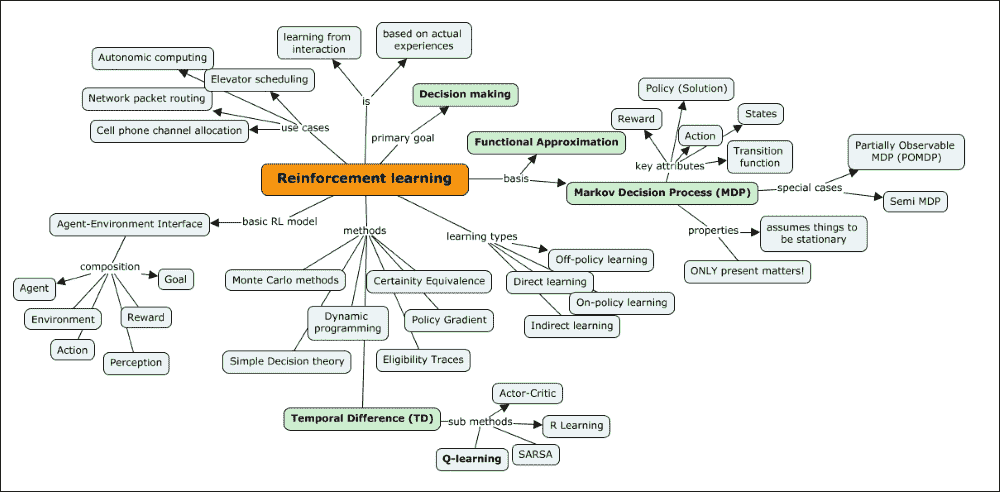 learning from
interaction
based on actual
experiences
Autonomic computing
Elevator scheduling
Network packet routing
Cell phone channel allocation
use cases
is
Decision making
primary goal
Functional Approximation
basis
Reinforcement learning
Policy (Solution)
Reward
Action
States
Transition
function
key attributes
Markov Decision Process (MDP)
special cases
Partially Observable
MDP (POMDP)
Semi MDP
properties
assumes things to
be stationary
ONLY present matters!
basic RL model
Agent-Environment Interface
composition
Agent
Goal
Environment
Reward
Action
Perception
methods
Monte Carlo methods
Certainity Equivalence
Dynamic
programming
Policy Gradient
Simple Decision theory
Eligibility Traces
learning types
Off-policy learning
Direct learning
On-policy learning
Indirect learning
Temporal Difference (TD)
sub methods
Actor-Critic
R Learning
Q-learning
SARSA